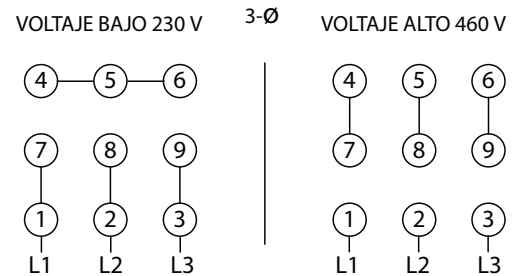 3-Ø
VOLTAJE BAJO 230 V
4 5 6
7 8 9
1 2 3
L1 L2 L3
VOLTAJE ALTO 460 V
4 5 6
7 8 9
1 2 3
L1 L2 L3